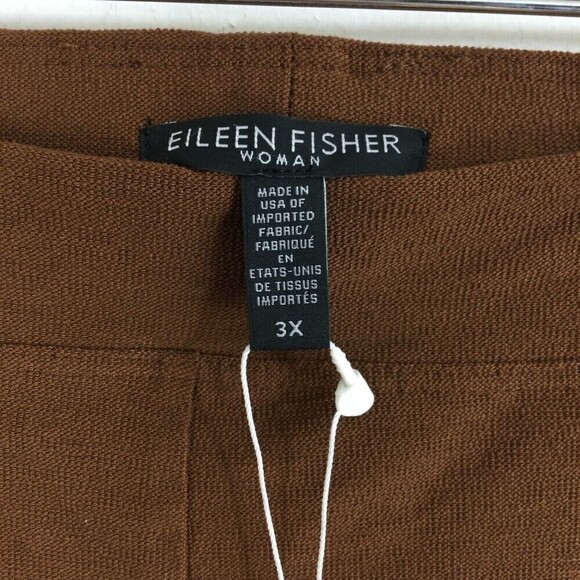 EILEEN FISHER
WOMAN
MADE IN
USA OF
IMPORTED
FABRIC/
FABRIQUÉ
EN
ETATS-UNIS
DE TISSUS
IMPORTÉS
3X